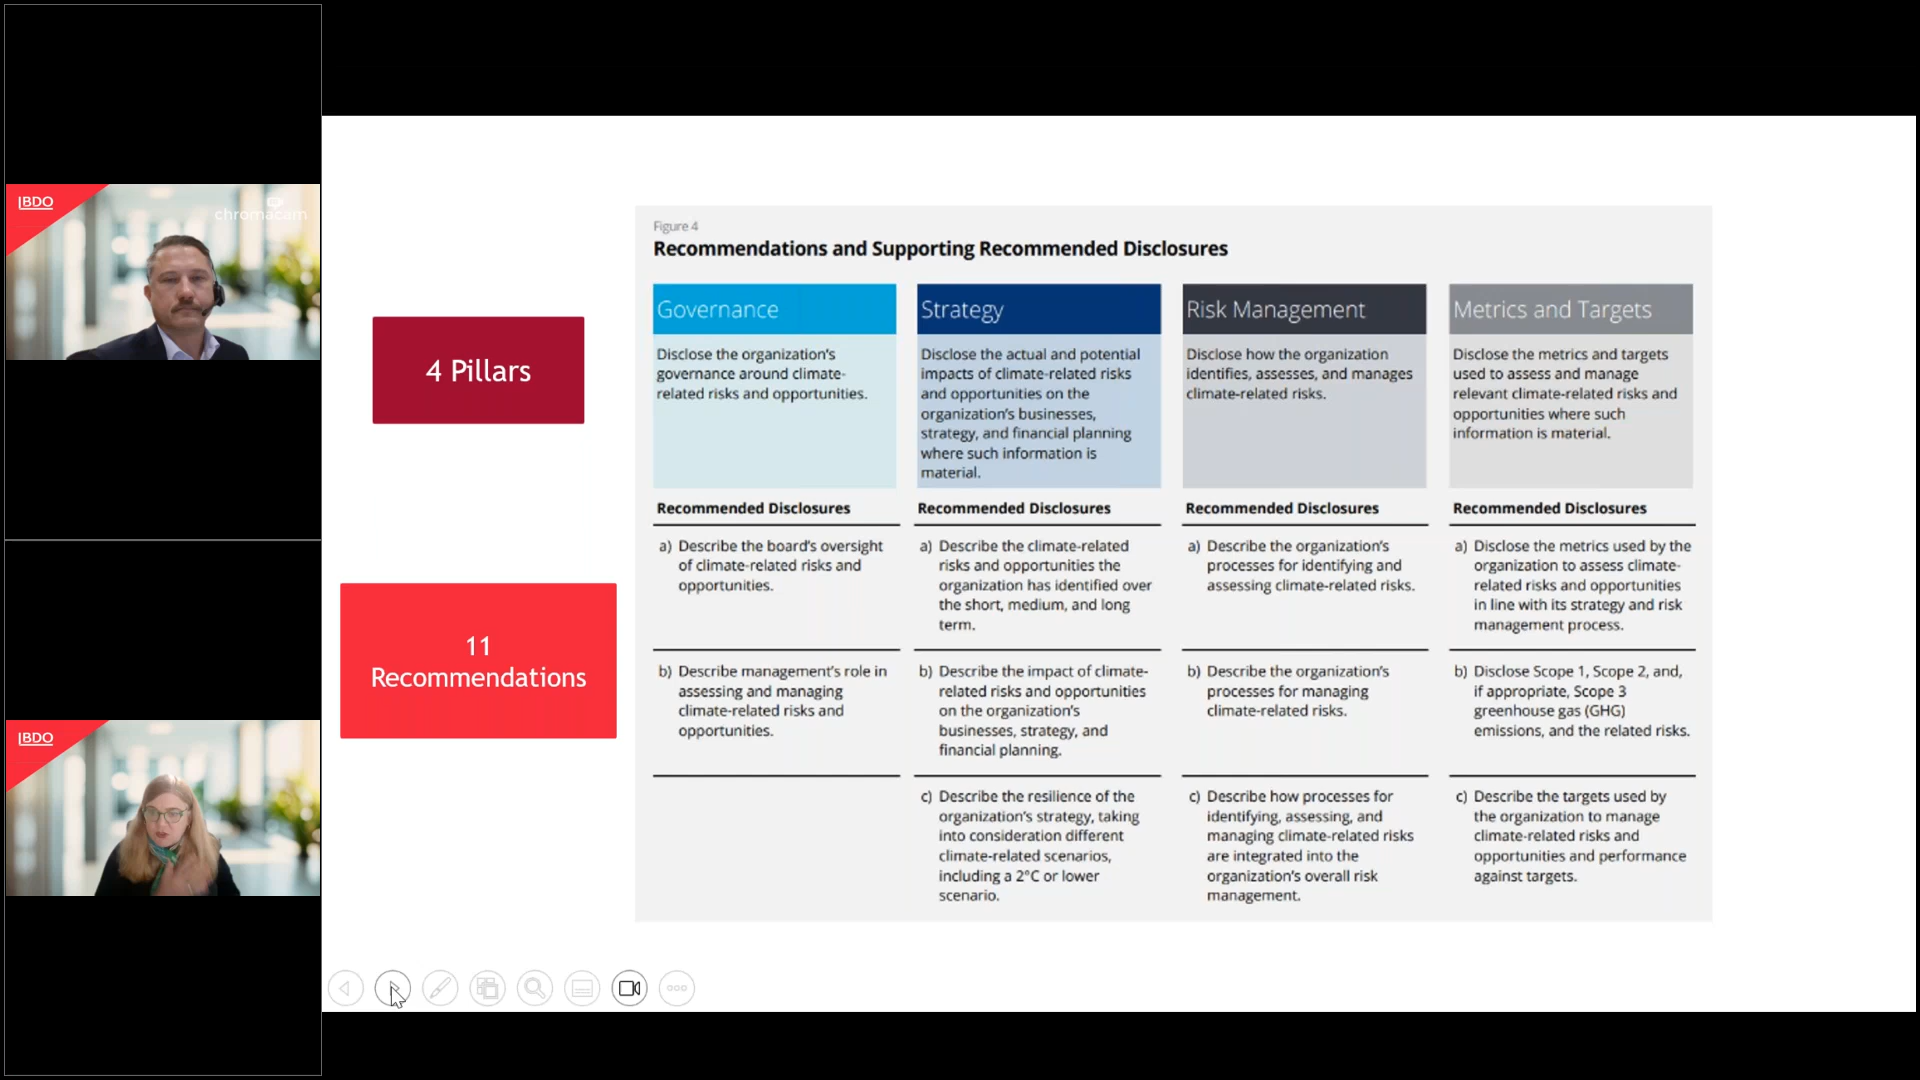 IBDO
chromacam
IBDO
4 Pillars
11
Recommendations
Figure 4
Recommendations and Supporting Recommended Disclosures
Governance
Disclose the organization's
governance around climate-
related risks and opportunities.
Recommended Disclosures
a) Describe the board's oversight
of climate-related risks and
opportunities.
b) Describe management's role in
assessing and managing
climate-related risks and
opportunities.
Strategy
Disclose the actual and potential
impacts of climate-related risks
and opportunities on the
organization's businesses,
strategy, and financial planning
where such information is
material.
Recommended Disclosures
a) Describe the climate-related
risks and opportunities the
organization has identified over
the short, medium, and long
term.
b) Describe the impact of climate-
related risks and opportunities
on the organization's
businesses, strategy, and
financial planning.
c) Describe the resilience of the
organization's strategy, taking
into consideration different
climate-related scenarios,
including a 2°C or lower
scenario.
Risk Management
Disclose how the organization
identifies, assesses, and manages
climate-related risks.
Recommended Disclosures
a) Describe the organization's
processes for identifying and
assessing climate-related risks.
b) Describe the organization's
processes for managing
climate-related risks.
c) Describe how processes for
identifying, assessing, and
managing climate-related risks
are integrated into the
organization's overall risk
management.
Metrics and Targets
Disclose the metrics and targets
used to assess and manage
relevant climate-related risks and
opportunities where such
information is material.
Recommended Disclosures
a) Disclose the metrics used by the
organization to assess climate-
related risks and opportunities
in line with its strategy and risk
management process.
b) Disclose Scope 1, Scope 2, and,
if appropriate, Scope 3
greenhouse gas (GHG)
emissions, and the related risks.
c) Describe the targets used by
the organization to manage
climate-related risks and
opportunities and performance
against targets.